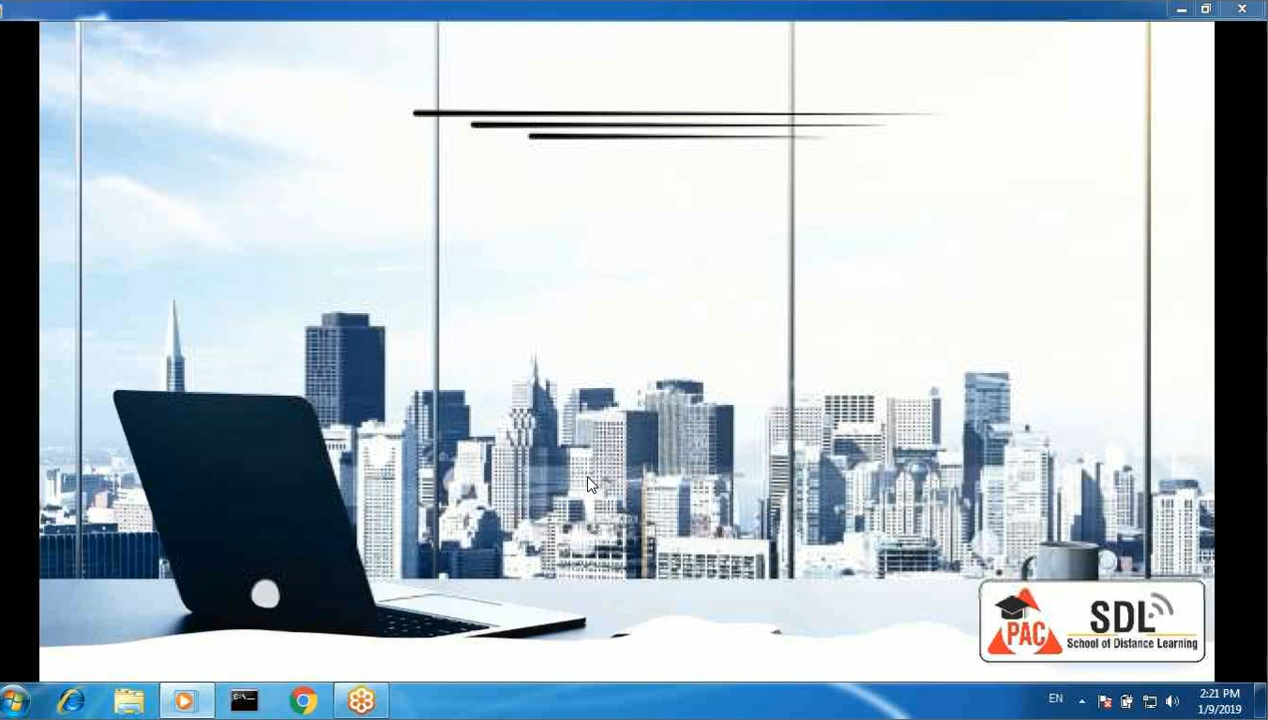 PAC
SDL
School of Distance Learning
EN
2:21 PM
1/9/2019